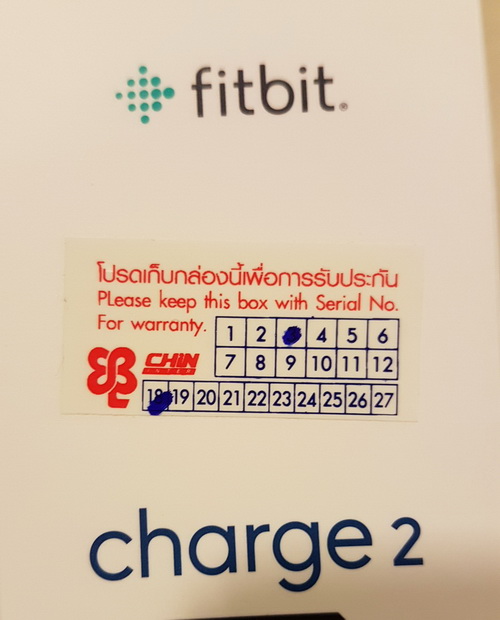 fitbit®
โปรดเก็บกล่องนี้เพื่อการรับประกัน
PLease keep this box with Serial No.
For warranty.
1 2 4 5 6
CHIN
7 8 9 10 11 12
18 19 20 21 22 23 24 25 26 27
charge 2